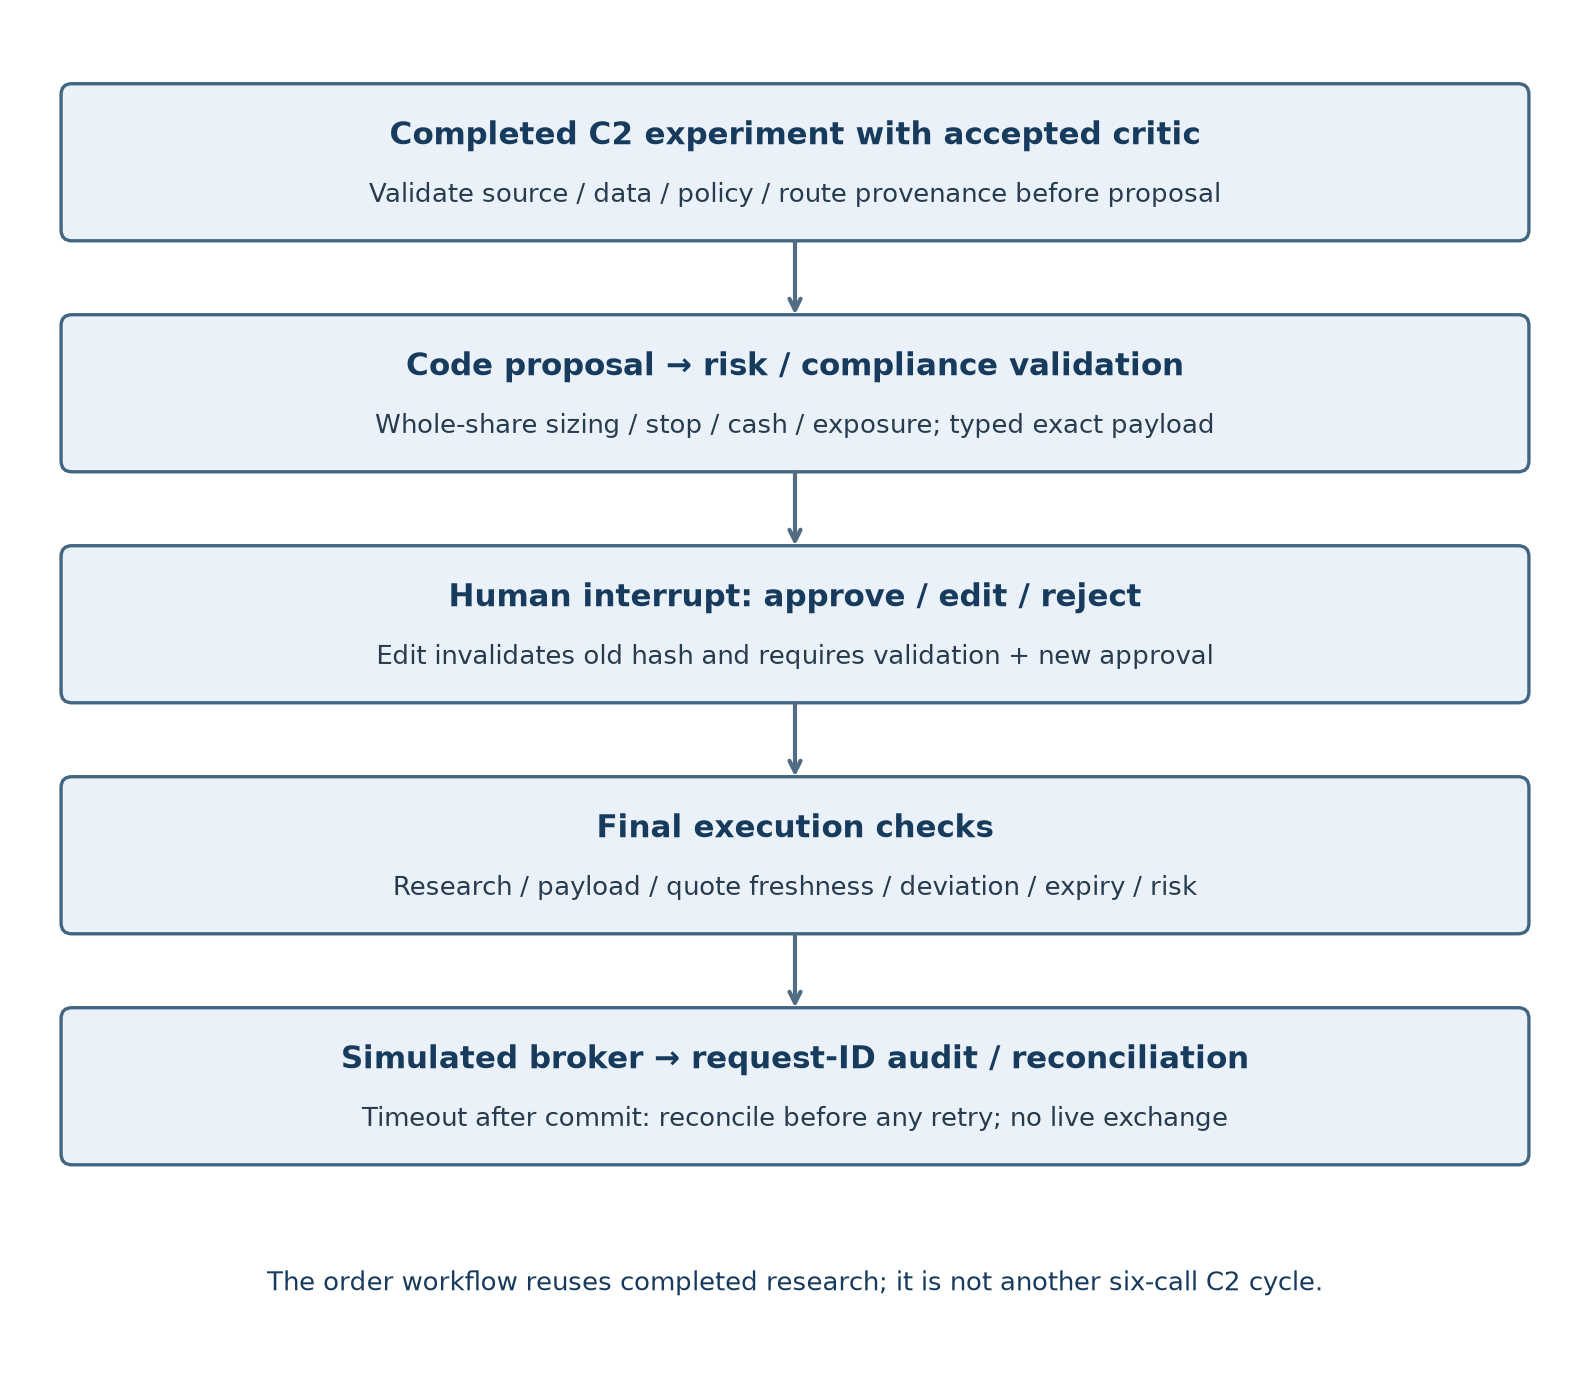 Completed C2 experiment with accepted critic
Validate source / data / policy / route provenance before proposal
Code proposal → risk / compliance validation
Whole-share sizing / stop / cash / exposure; typed exact payload
Human interrupt: approve / edit / reject
Edit invalidates old hash and requires validation + new approval
Final execution checks
Research / payload / quote freshness / deviation / expiry / risk
Simulated broker → request-ID audit / reconciliation
Timeout after commit: reconcile before any retry; no live exchange
The order workflow reuses completed research; it is not another six-call C2 cycle.